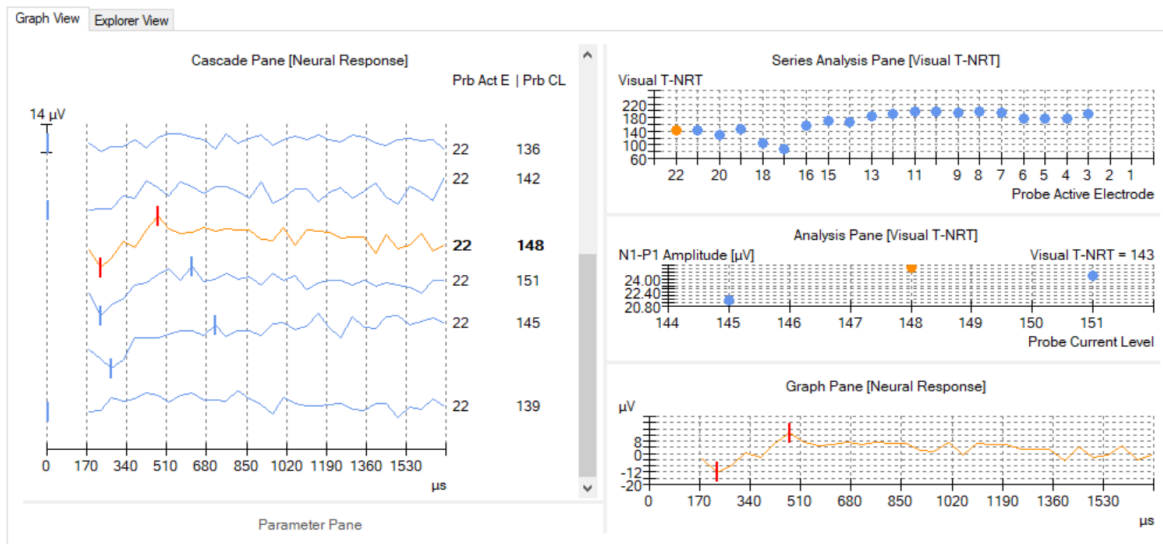 Graph View Explorer View
Cascade Pane [Neural Response]
Prb Act E | Prb CL
14 µV
22 136
22 142
22 148
22 151
22 145
22 139
0 170 340 510 680 850 1020 1190 1360 1530
µs
Parameter Pane
Series Analysis Pane [Visual T-NRT]
Visual T-NRT
220
180
140
100
60
22 20 18 16 15 13 11 9 8 7 6 5 4 3 2 1
Probe Active Electrode
Analysis Pane [Visual T-NRT]
N1-P1 Amplitude [µV] Visual T-NRT = 143
24.00
22.40
20.80
144 145 146 147 148 149 150 151
Probe Current Level
Graph Pane [Neural Response]
µV
8
0
-12
-20
0 170 340 510 680 850 1020 1190 1360 1530
µs